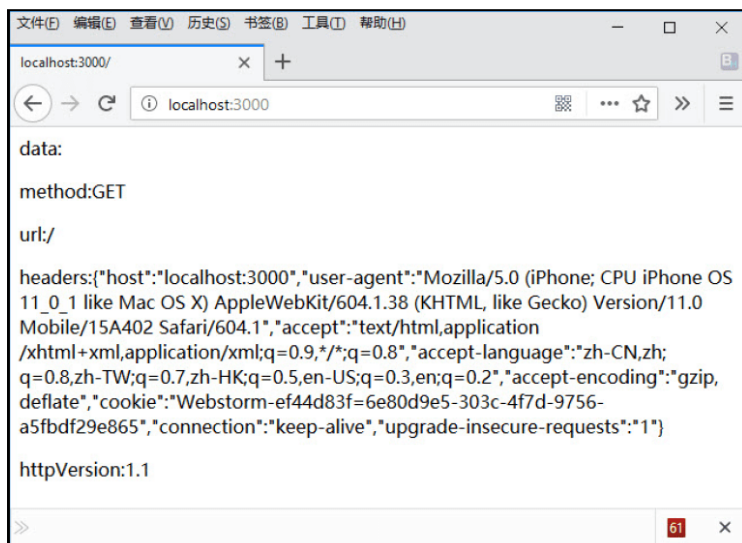 文件(F) 编辑(E) 查看(V) 历史(S) 书签(B) 工具(T) 帮助(H)
localhost:3000/
localhost:3000
data:
method:GET
url:/
headers:{"host":"localhost:3000","user-agent":"Mozilla/5.0 (iPhone; CPU iPhone OS
11_0_1 like Mac OS X) AppleWebKit/604.1.38 (KHTML, like Gecko) Version/11.0
Mobile/15A402 Safari/604.1","accept":"text/html,application
/xhtml+xml,application/xml;q=0.9,*/*;q=0.8","accept-language":"zh-CN,zh;
q=0.8,zh-TW;q=0.7,zh-HK;q=0.5,en-US;q=0.3,en;q=0.2","accept-encoding":"gzip,
deflate","cookie":"Webstorm-ef44d83f=6e80d9e5-303c-4f7d-9756-
a5fbdf29e865","connection":"keep-alive","upgrade-insecure-requests":"1"}
httpVersion:1.1
61